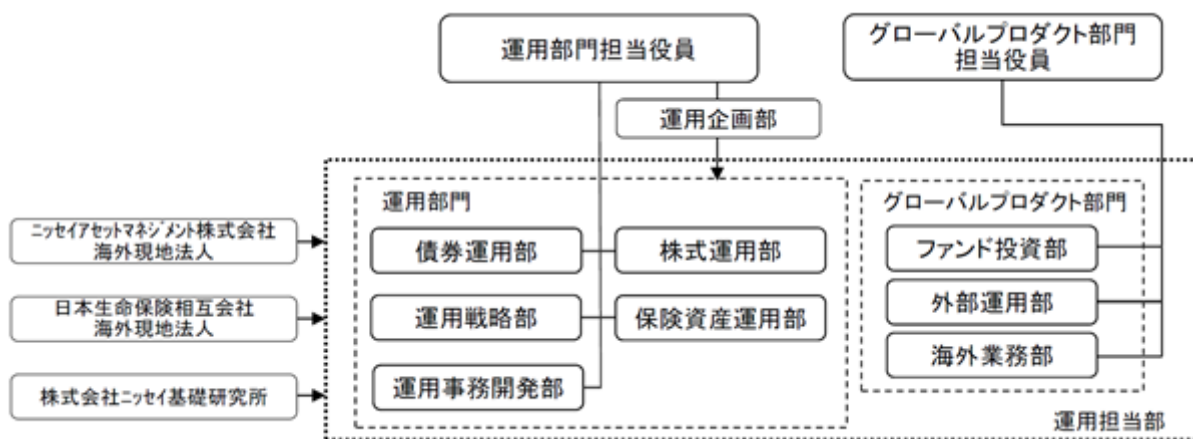 運用部門担当役員
グローバルプロダクト部門
担当役員
運用企画部
運用部門
グローバルプロダクト部門
ニッセイアセットマネジメント株式会社
海外現地法人
債券運用部
株式運用部
ファンド投資部
日本生命保険相互会社
海外現地法人
運用戦略部
保険資産運用部
外部運用部
海外業務部
株式会社ニッセイ基礎研究所
運用事務開発部
運用担当部